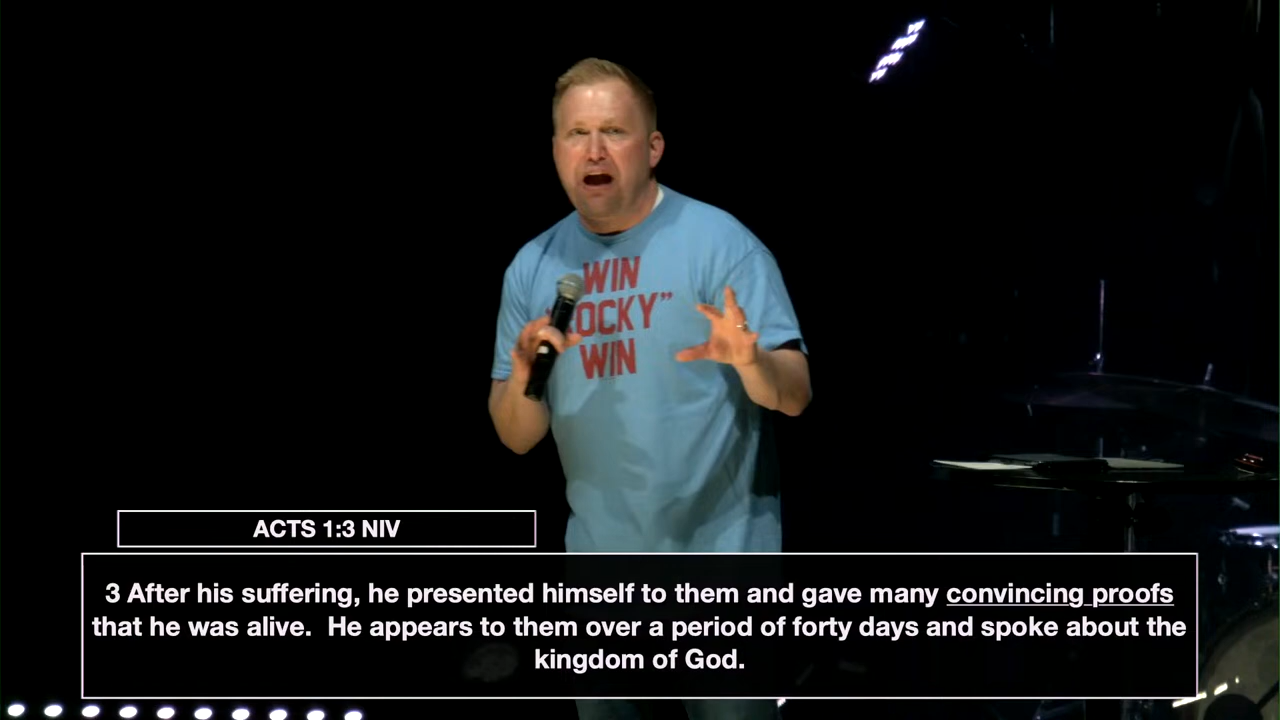 WIN
OCKY”
WIN
ACTS 1:3 NIV
3 After his suffering, he presented himself to them and gave many convincing proofs
that he was alive.  He appears to them over a period of forty days and spoke about the
kingdom of God.